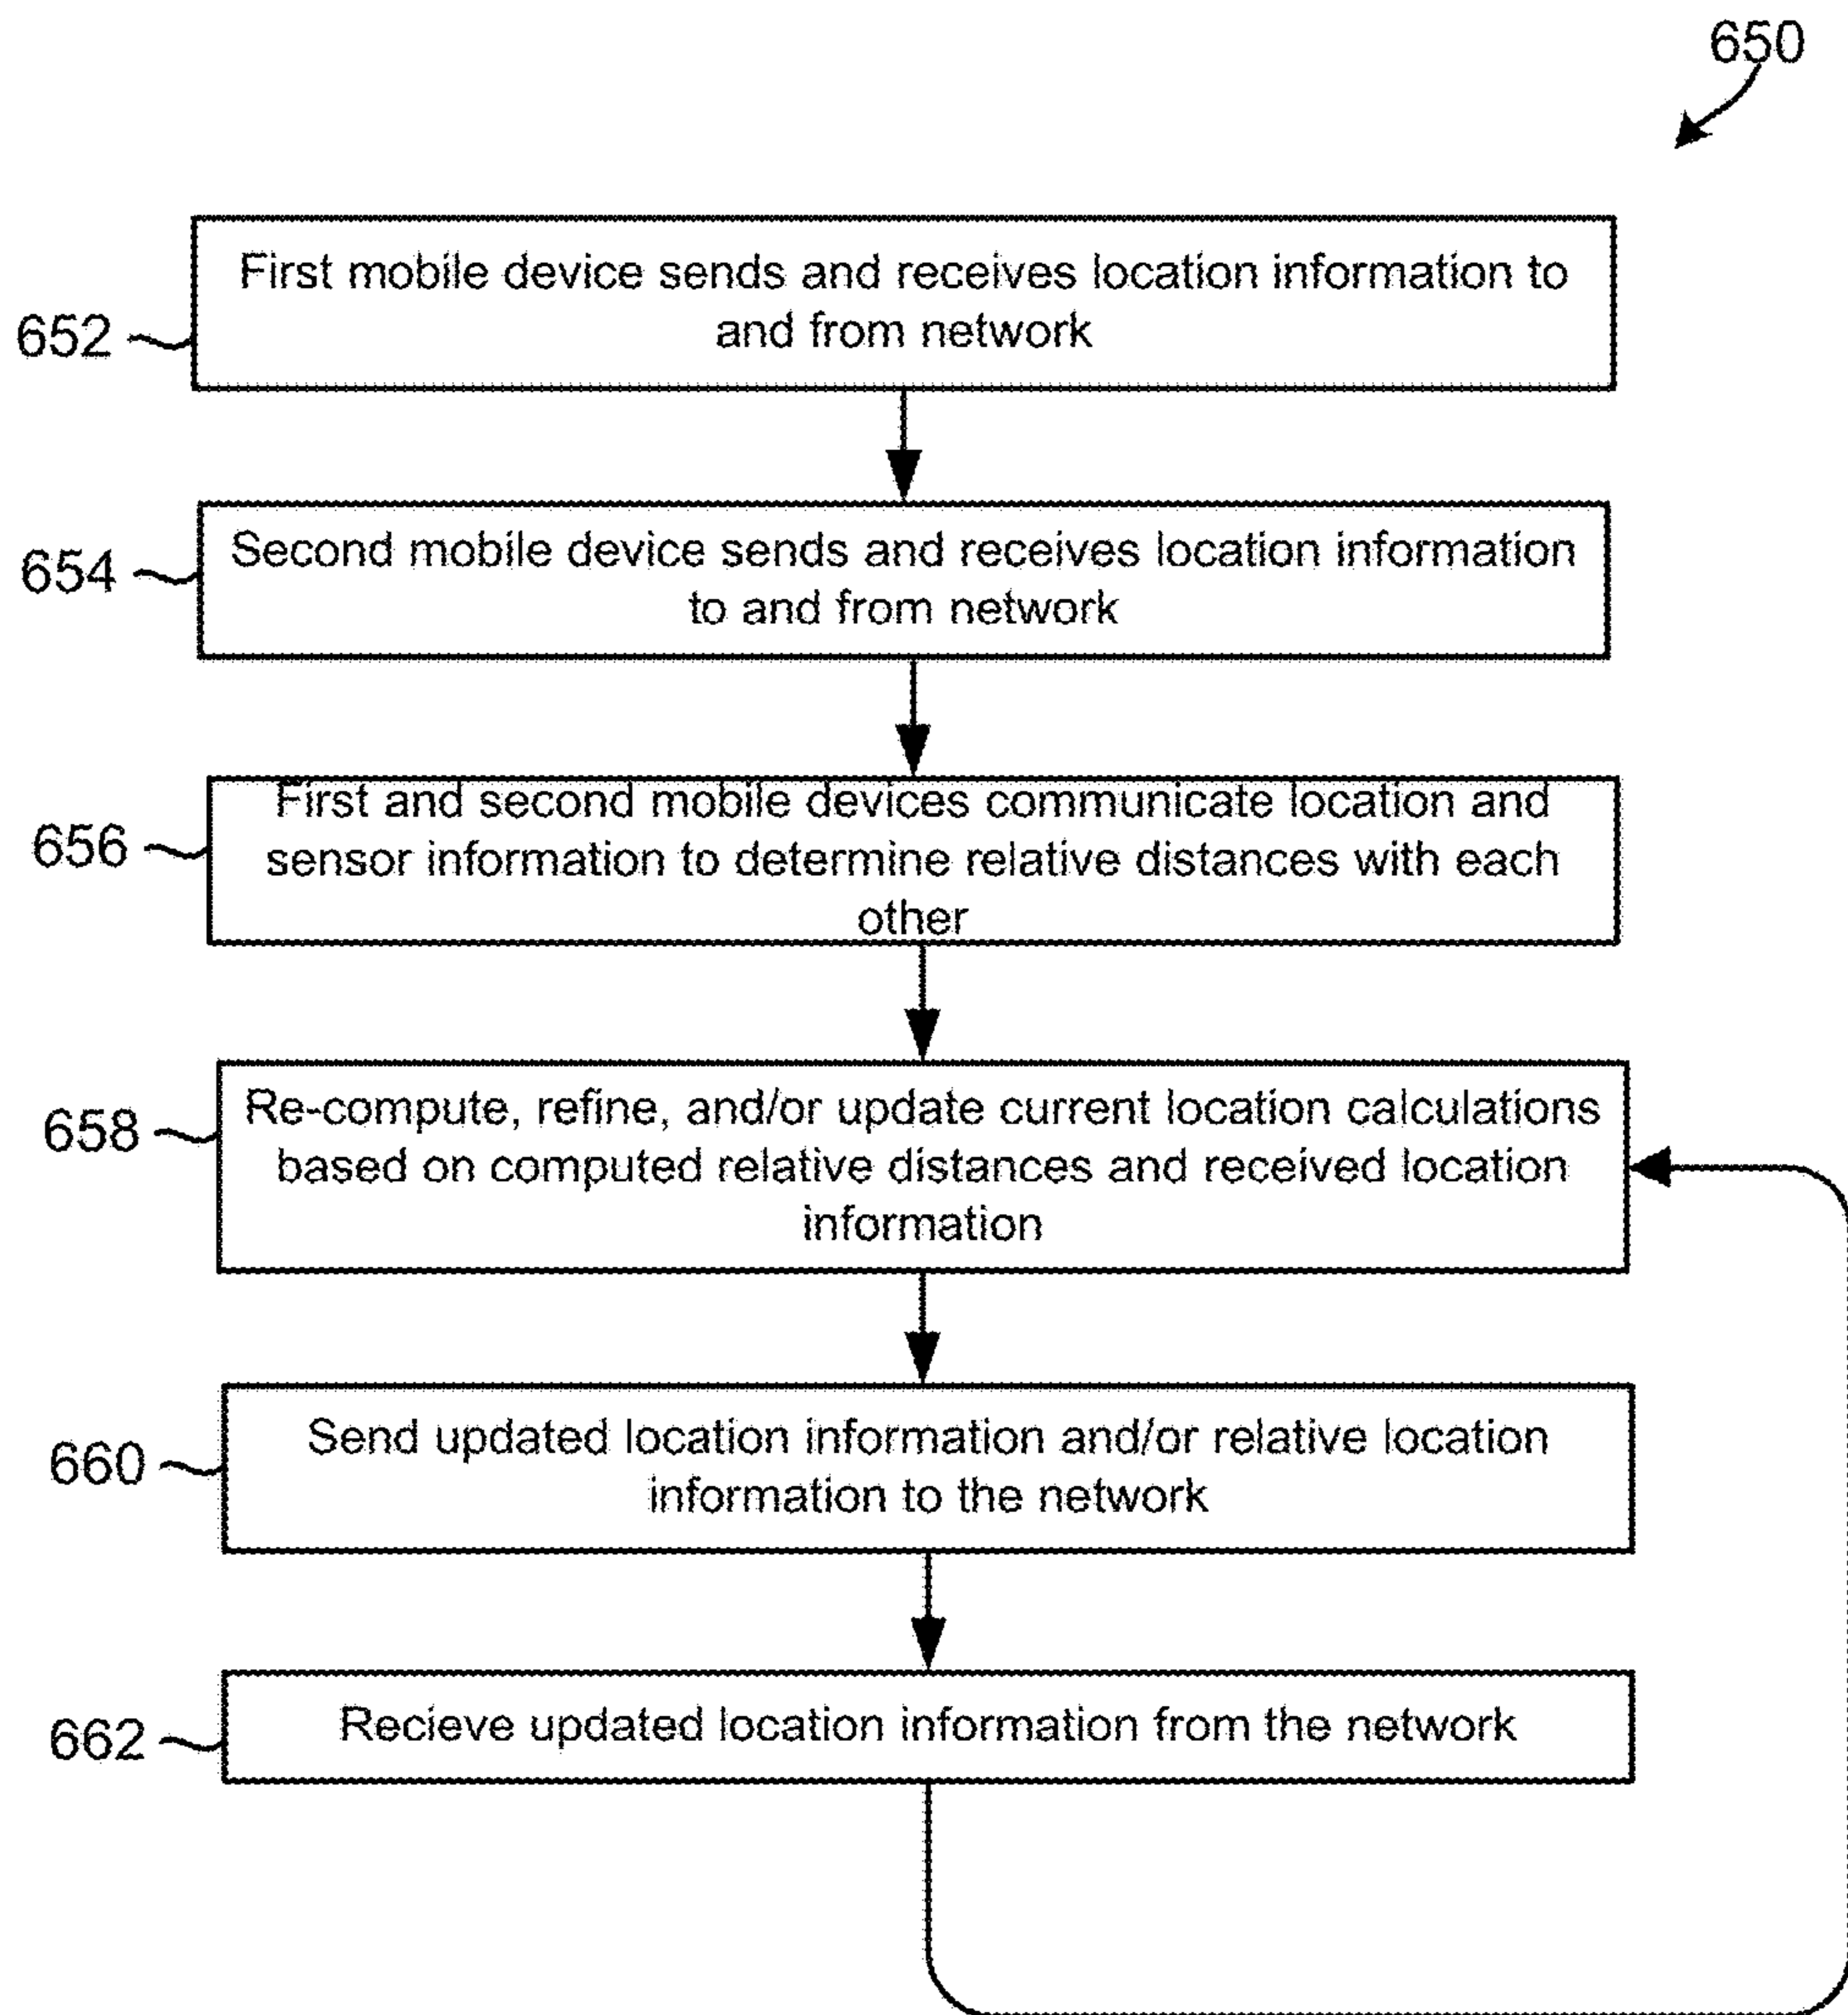 650
First mobile device sends and receives location information to
and from network
652
Second mobile device sends and receives location information
to and from network
654
First and second mobile devices communicate location and
sensor information to determine relative distances with each
other
656
Re-compute, refine, and/or update current location calculations
based on computed relative distances and received location
information
658
Send updated location information and/or relative location
information to the network
660
Recieve updated location information from the network
662